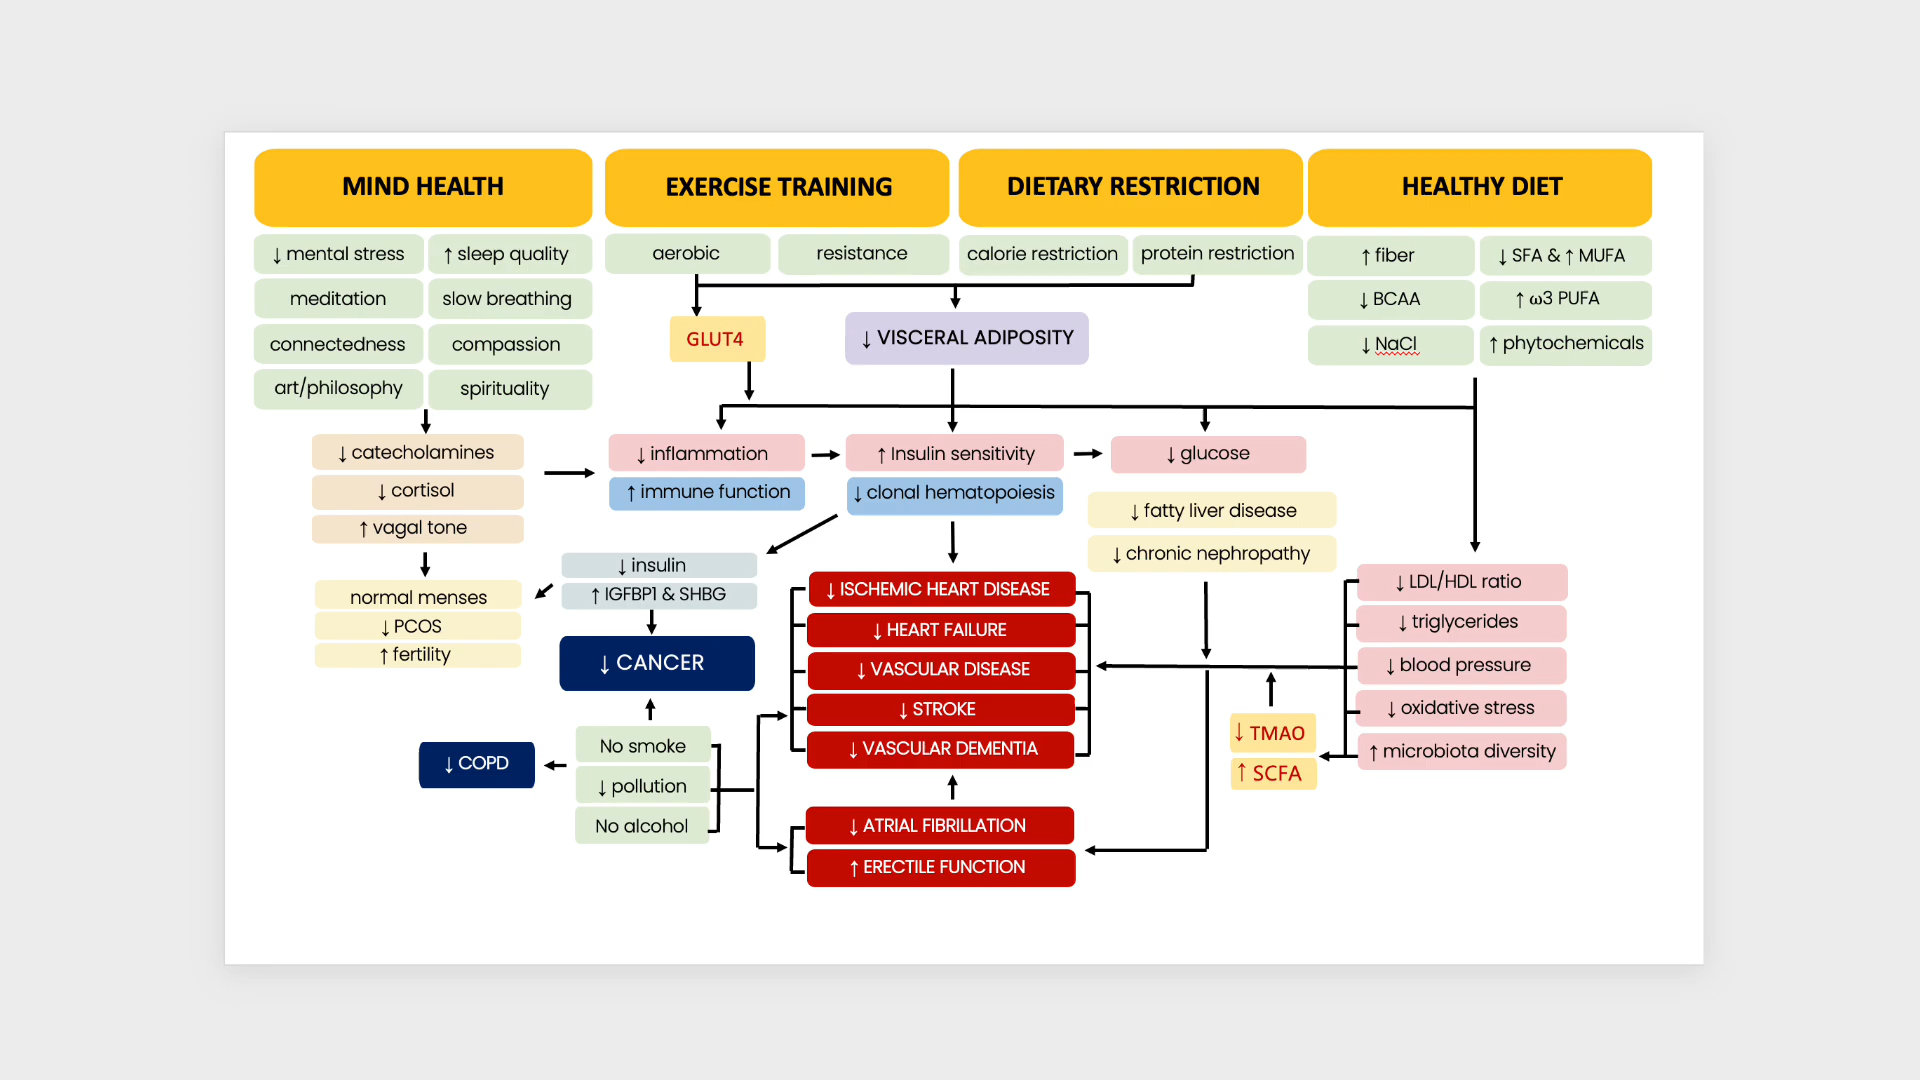 MIND HEALTH
EXERCISE TRAINING
DIETARY RESTRICTION
HEALTHY DIET
↓ mental stress
↑ sleep quality
meditation
slow breathing
connectedness
compassion
art/philosophy
spirituality
aerobic
resistance
calorie restriction
protein restriction
↑ fiber
↓ SFA & ↑ MUFA
↓ BCAA
↑ ω3 PUFA
↓ NaCl
↑ phytochemicals
GLUT4
↓ VISCERAL ADIPOSITY
↓ catecholamines
↓ cortisol
↑ vagal tone
↓ inflammation
↑ immune function
↑ Insulin sensitivity
↓ clonal hematopoiesis
↓ glucose
↓ fatty liver disease
↓ chronic nephropathy
normal menses
↓ PCOS
↑ fertility
↓ insulin
↑ IGFBP1 & SHBG
↓ CANCER
↓ ISCHEMIC HEART DISEASE
↓ HEART FAILURE
↓ VASCULAR DISEASE
↓ STROKE
↓ VASCULAR DEMENTIA
↓ LDL/HDL ratio
↓ triglycerides
↓ blood pressure
↓ oxidative stress
↑ microbiota diversity
↓ TMAO
↑ SCFA
↓ COPD
No smoke
↓ pollution
No alcohol
↓ ATRIAL FIBRILLATION
↑ ERECTILE FUNCTION